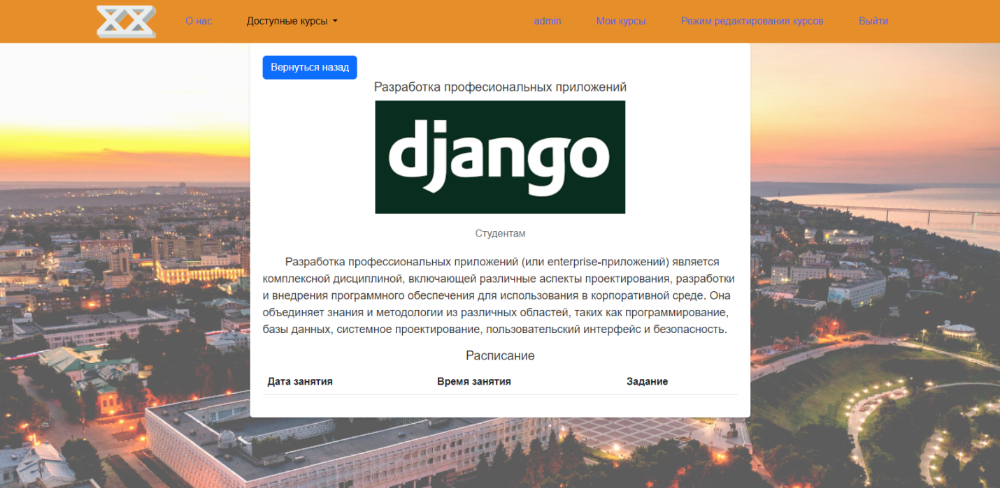 О нас
Доступные курсы
admin
Мои курсы
Режим редактирования курсов
Выйти
Вернуться назад
Разработка професиональных приложений
django
Студентам
Разработка профессиональных приложений (или enterprise-приложений) является
комплексной дисциплиной, включающей различные аспекты проектирования, разработки
и внедрения программного обеспечения для использования в корпоративной среде. Она
объединяет знания и методологии из различных областей, таких как программирование,
базы данных, системное проектирование, пользовательский интерфейс и безопасность.
Расписание
Дата занятия Время занятия Задание